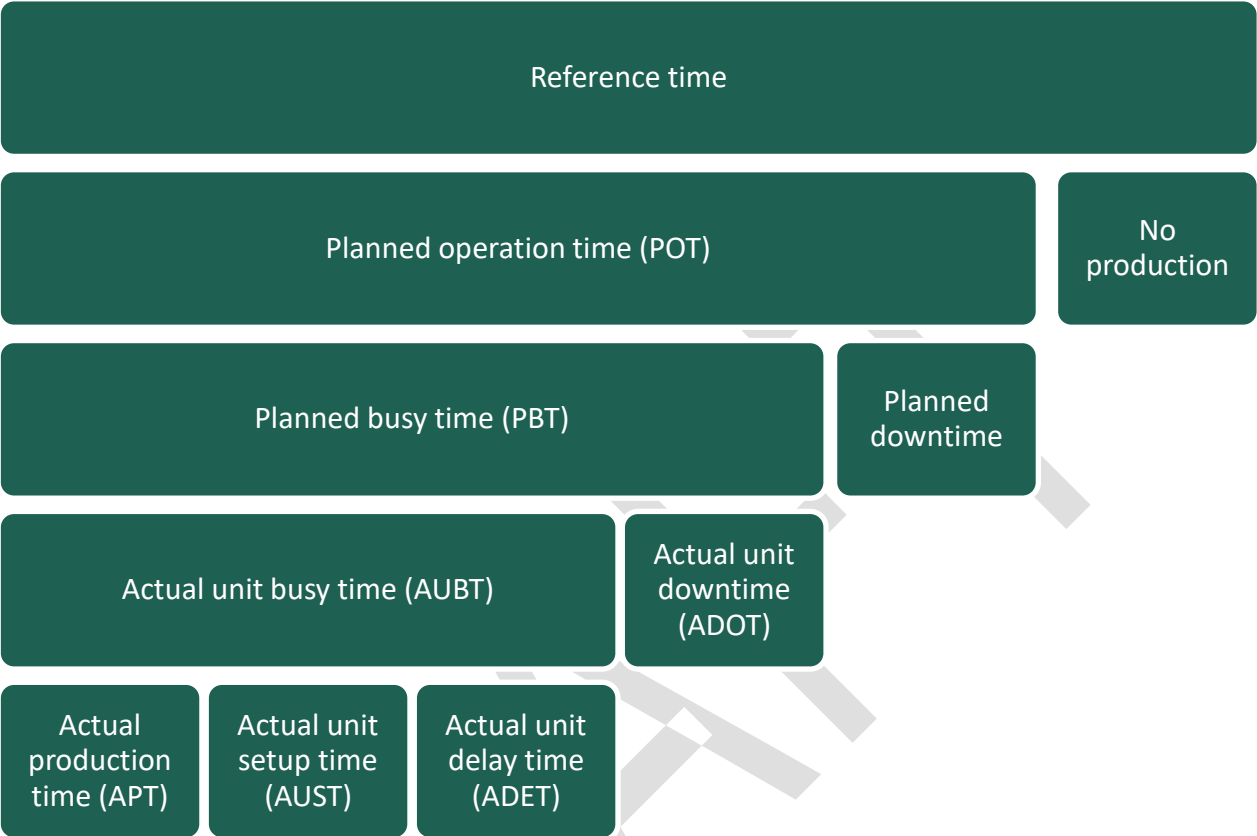 Reference time
Planned operation time (POT)
No
production
Planned busy time (PBT)
Planned
downtime
Actual unit busy time (AUBT)
Actual unit
downtime
(ADOT)
Actual
production
time (APT)
Actual unit
setup time
(AUST)
Actual unit
delay time
(ADET)